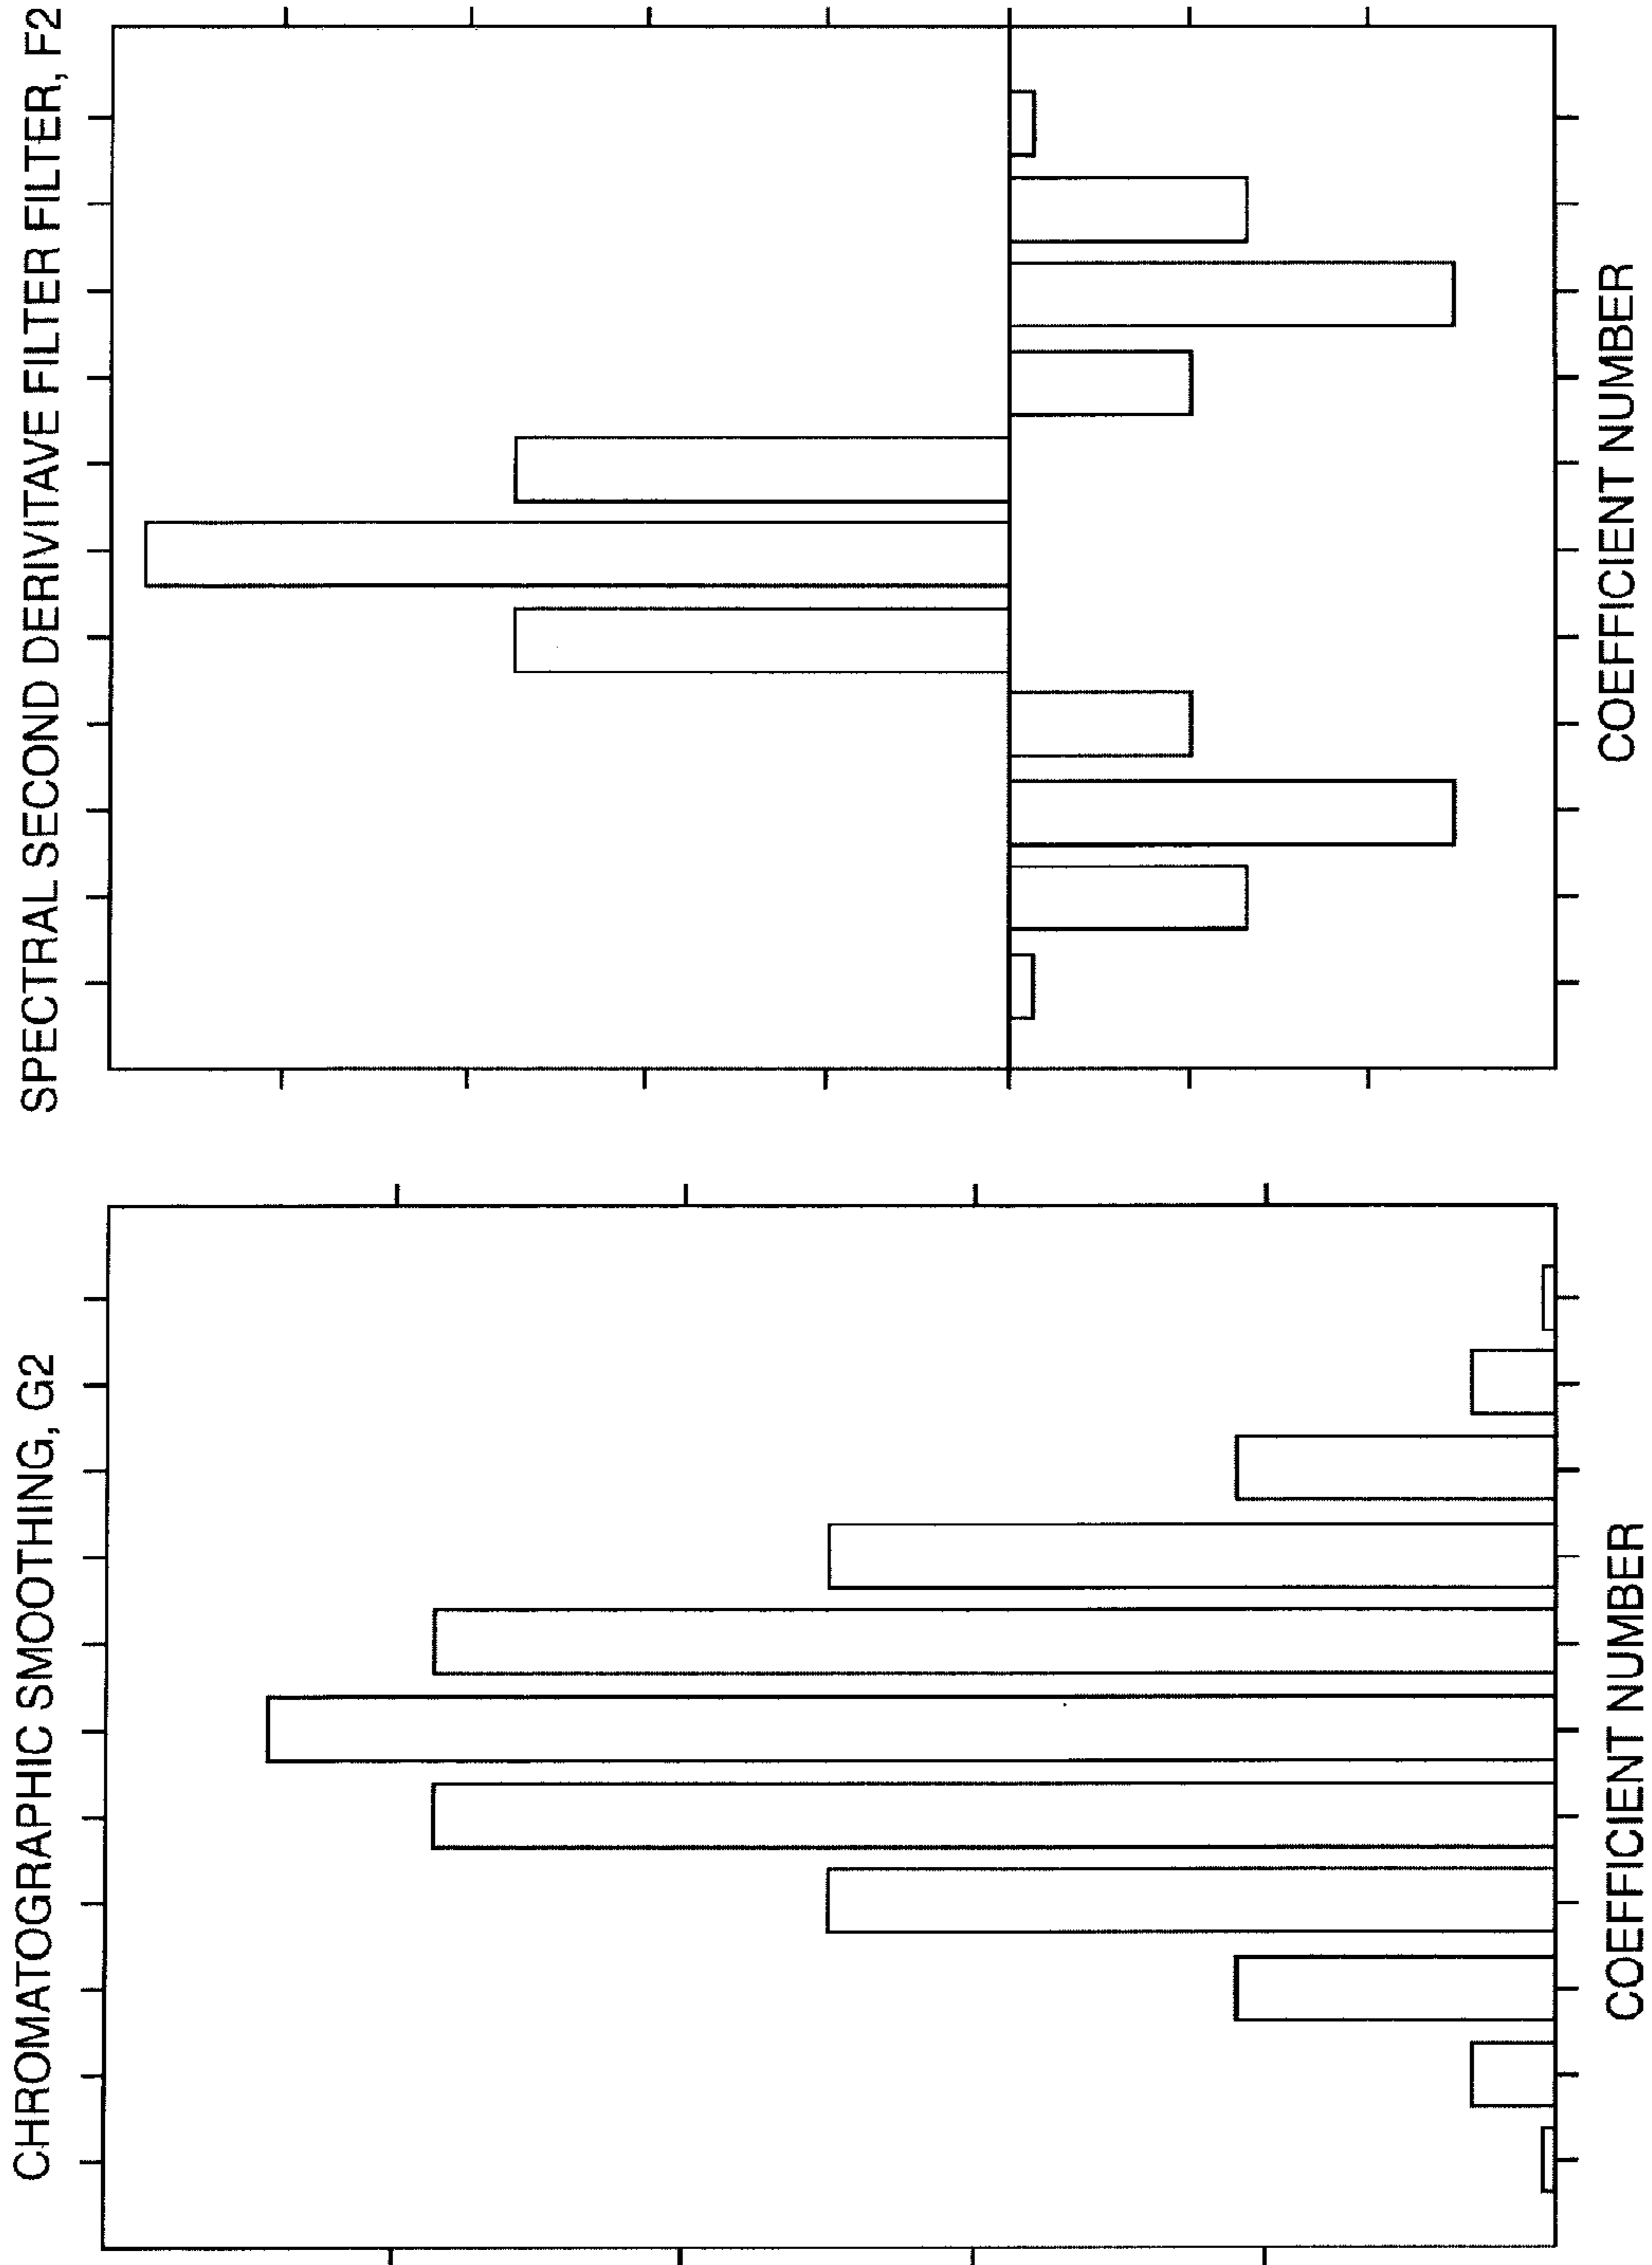 CHROMATOGRAPHIC SMOOTHING, G2
COEFFICIENT NUMBER
SPECTRAL SECOND DERIVITAVE FILTER FILTER, F2
COEFFICIENT NUMBER